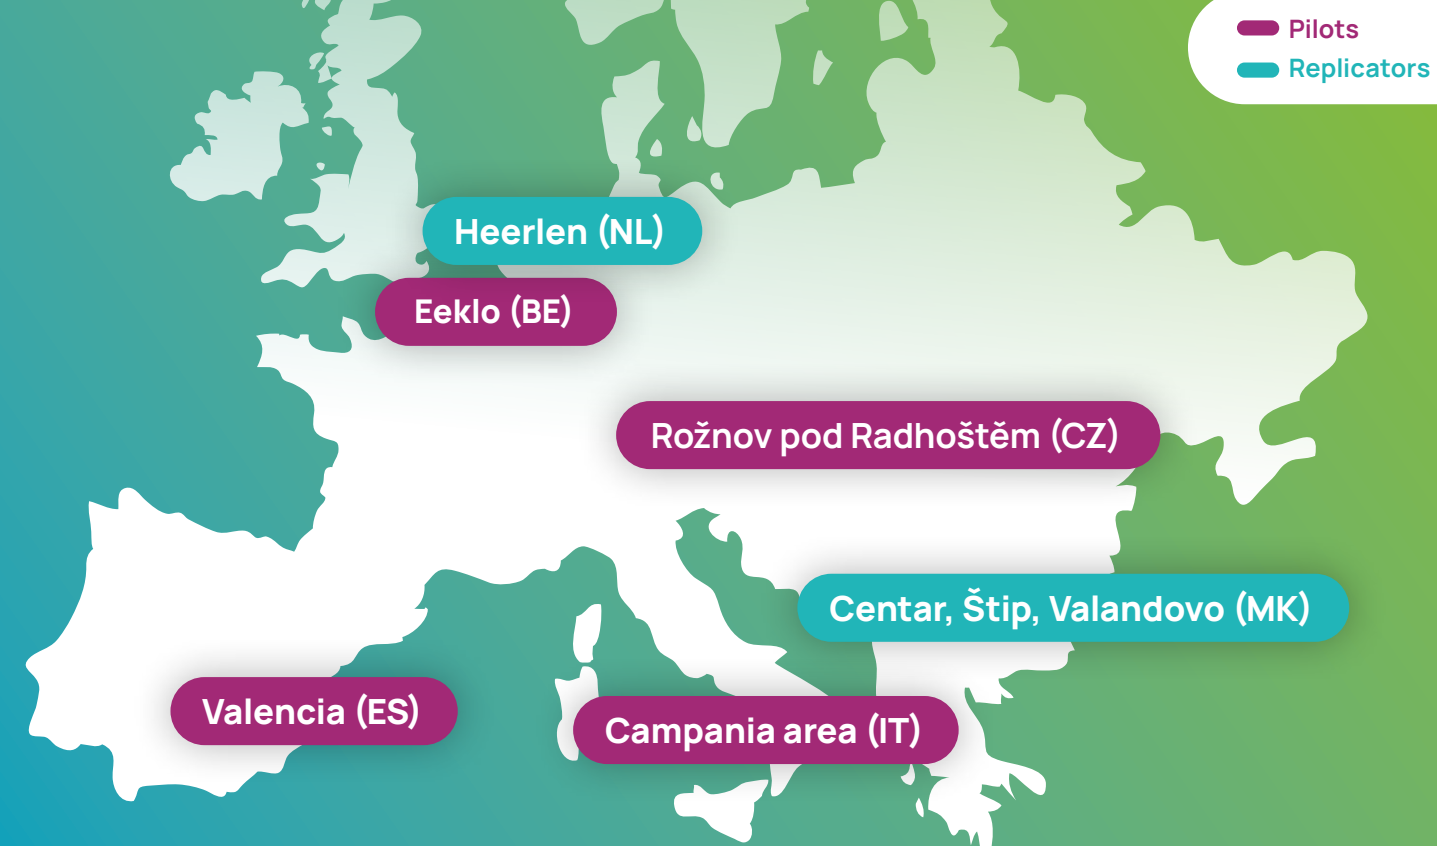 Pilots
Replicators
Heerlen (NL)
Eeklo (BE)
Rožnov pod Radhoštěm (CZ)
Centar, Štip, Valandovo (MK)
Valencia (ES)
Campania area (IT)